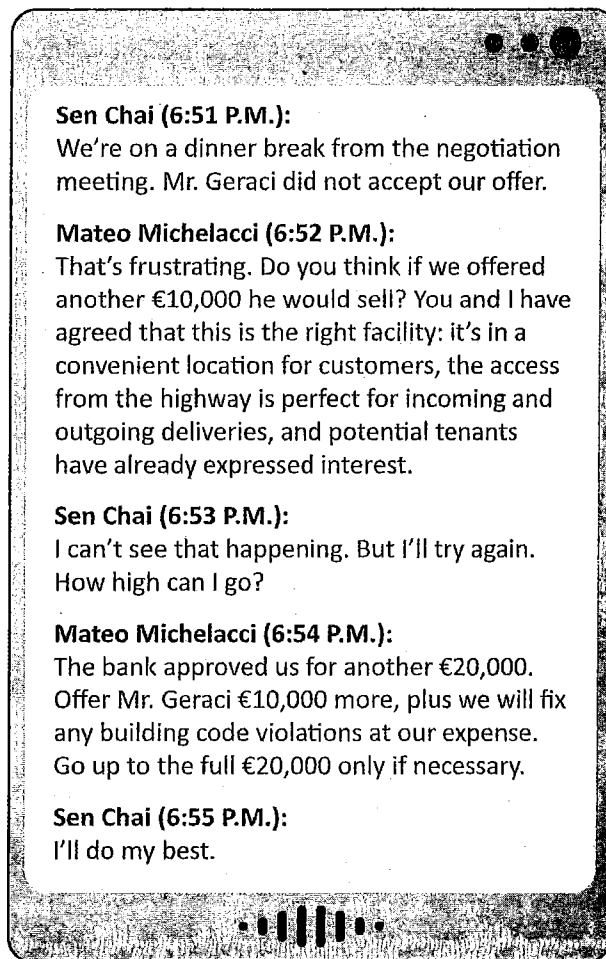 Sen Chai (6:51 P.M.):
We're on a dinner break from the negotiation
meeting. Mr. Geraci did not accept our offer.
Mateo Michelacci (6:52 P.M.):
That's frustrating. Do you think if we offered
another €10,000 he would sell? You and I have
agreed that this is the right facility: it's in a
convenient location for customers, the access
from the highway is perfect for incoming and
outgoing deliveries, and potential tenants
have already expressed interest.
Sen Chai (6:53 P.M.):
I can't see that happening. But I'll try again.
How high can I go?
Mateo Michelacci (6:54 P.M.):
The bank approved us for another €20,000.
Offer Mr. Geraci €10,000 more, plus we will fix
any building code violations at our expense.
Go up to the full €20,000 only if necessary.
Sen Chai (6:55 P.M.):
I'll do my best.